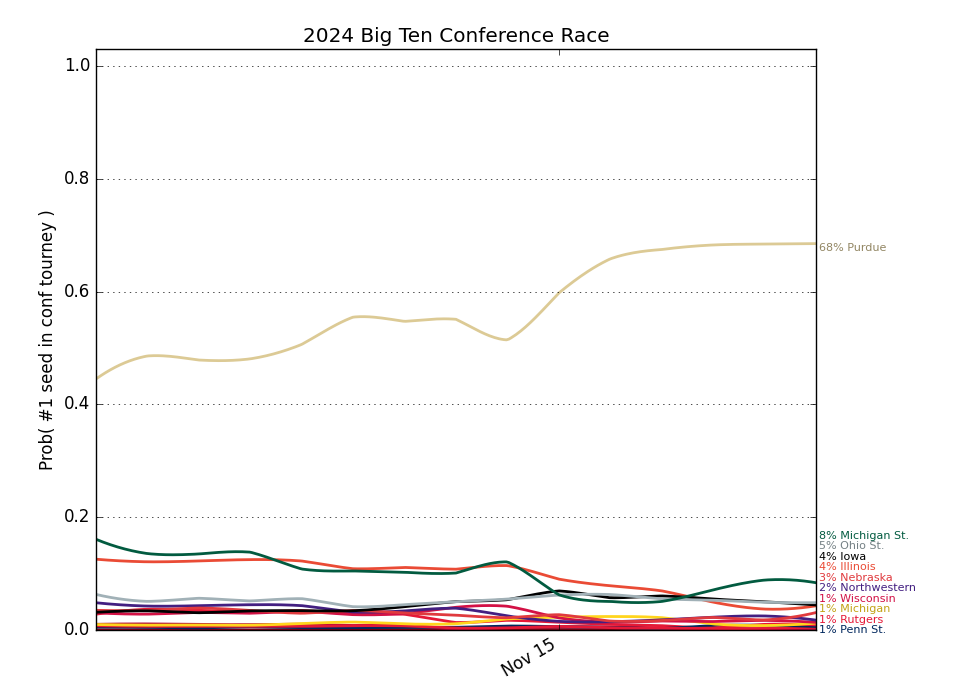 2024 Big Ten Conference Race
1.0
0.8
0.6
0.4
0.2
0.0
Prob( #1 seed in conf tourney )
Nov 15
68% Purdue
8% Michigan St.
5% Ohio St.
4% Iowa
4% Illinois
3% Nebraska
2% Northwestern
1% Wisconsin
1% Michigan
1% Rutgers
1% Penn St.